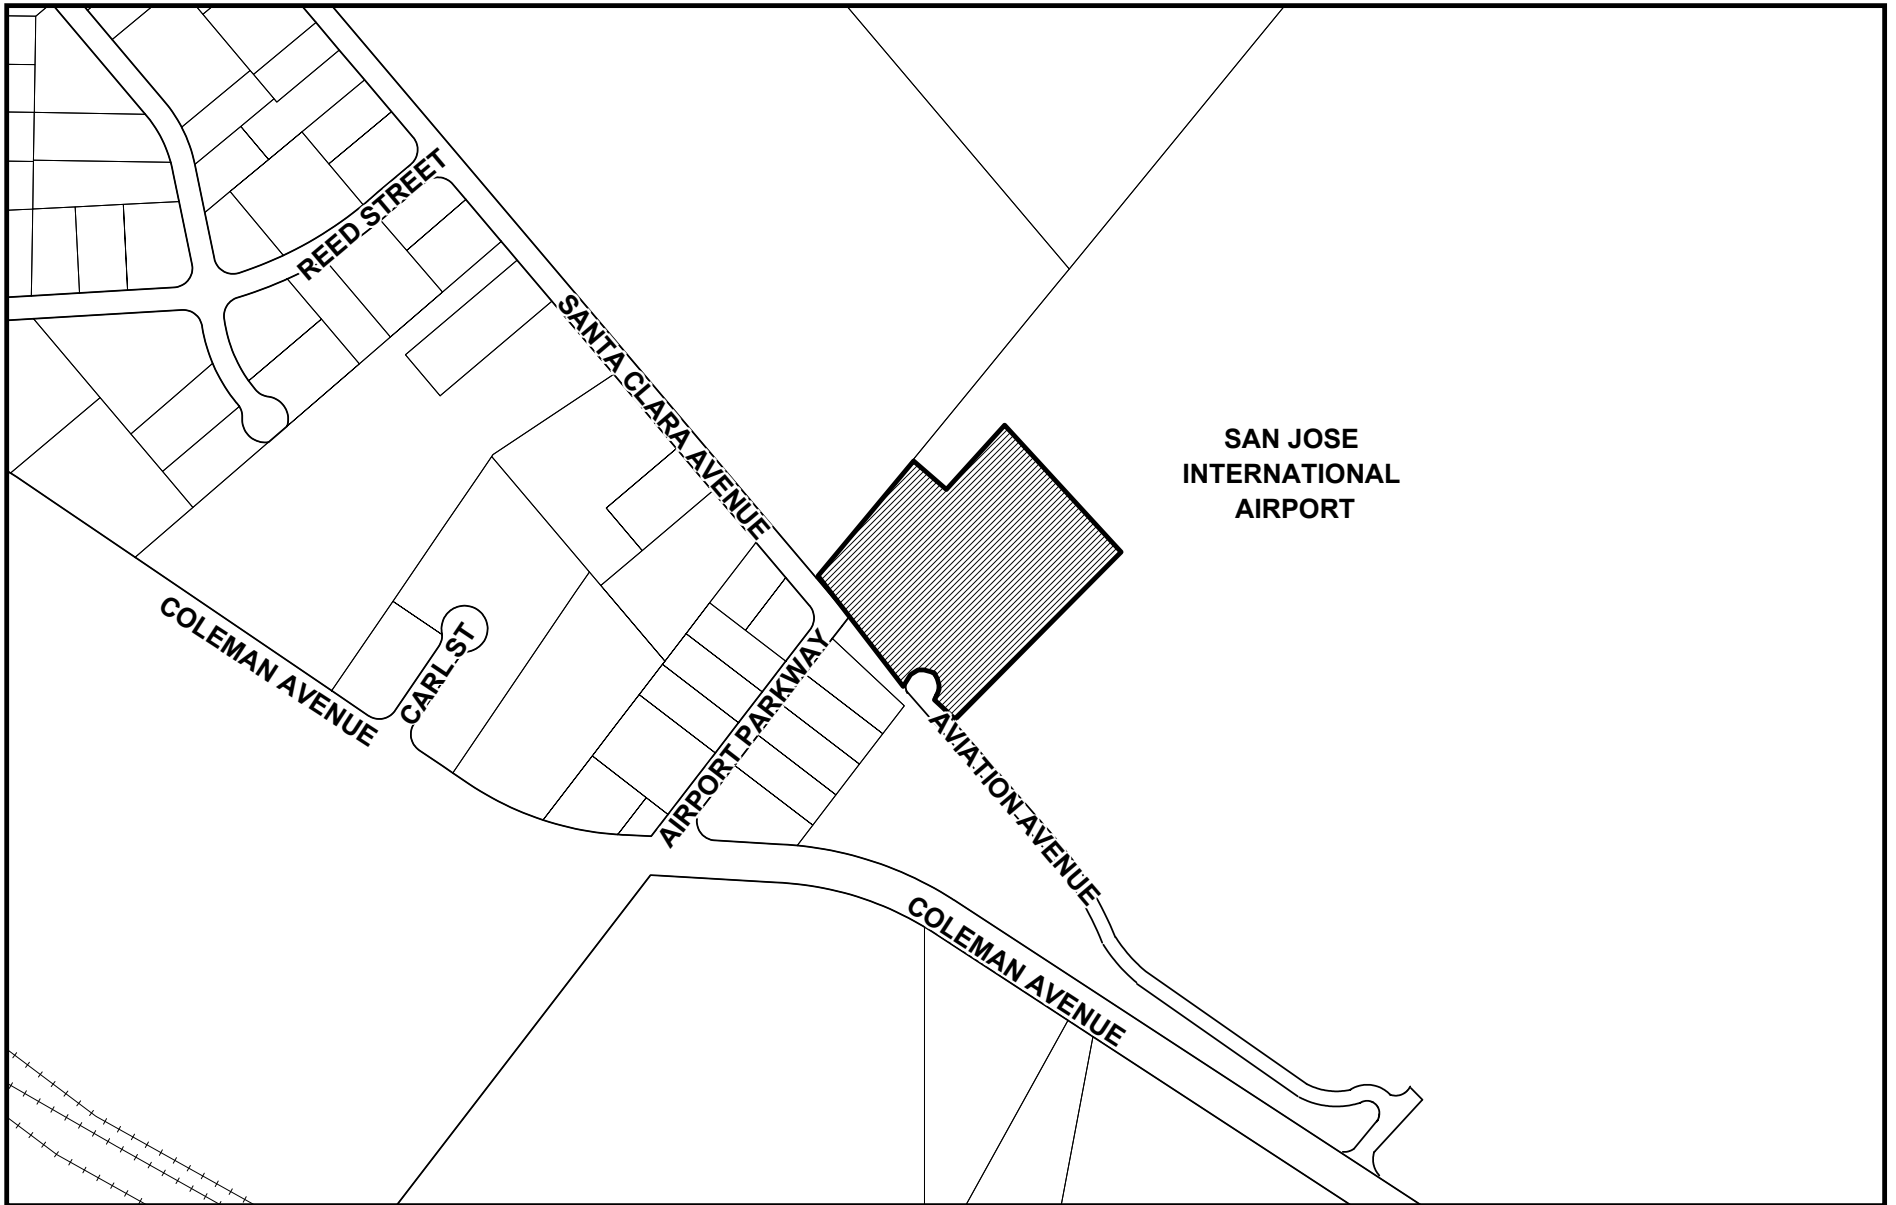 REED STREET
SANTA CLARA AVENUE
SAN JOSE
INTERNATIONAL
AIRPORT
COLEMAN AVENUE
CARL ST
AIRPORT PARKWAY
AVIATION AVENUE
COLEMAN AVENUE